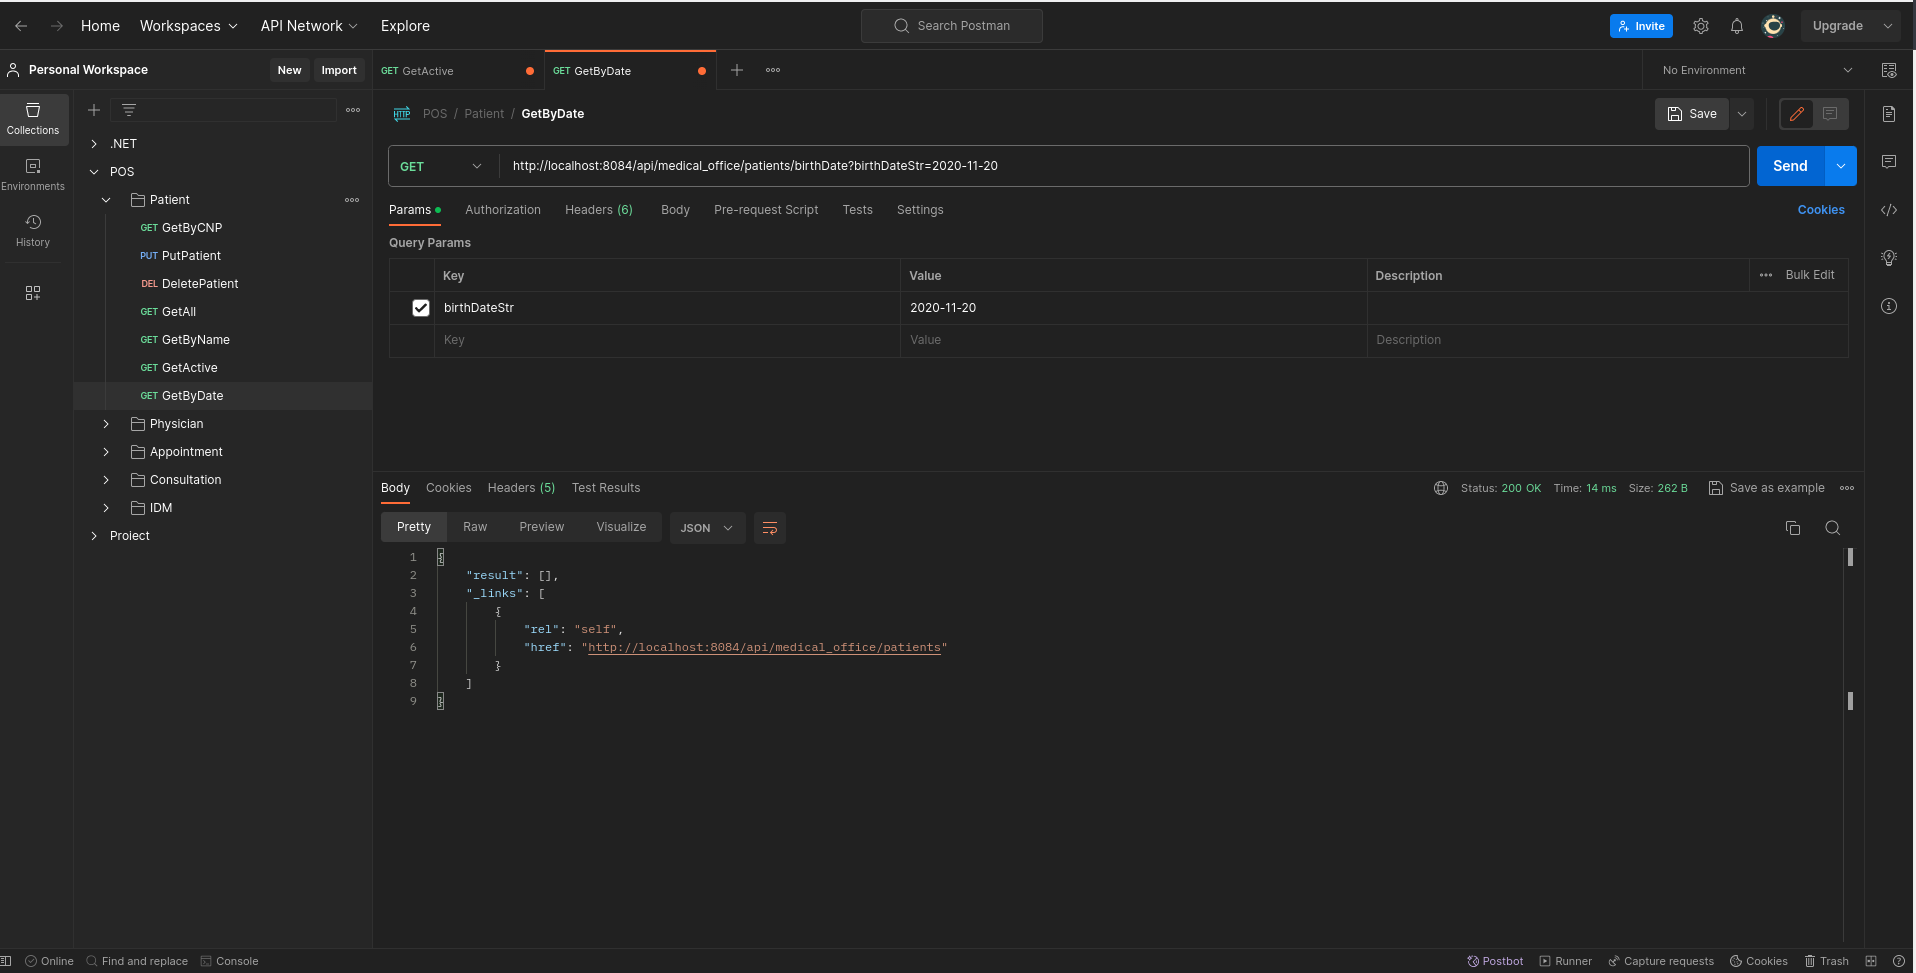 Home Workspaces API Network Explore Search Postman Invite Upgrade
Personal Workspace New Import
GET GetActive GET GetByDate No Environment
Collections
Environments
History
.NET
POS
Patient
GET GetByCNP
PUT PutPatient
DEL DeletePatient
GET GetAll
GET GetByName
GET GetActive
GET GetByDate
Physician
Appointment
Consultation
IDM
Proiect
HTTP POS / Patient / GetByDate Save
GET http://localhost:8084/api/medical_office/patients/birthDate?birthDateStr=2020-11-20 Send
Params Authorization Headers (6) Body Pre-request Script Tests Settings Cookies
Query Params
Key Value Description Bulk Edit
birthDateStr 2020-11-20
Key Value Description
Body Cookies Headers (5) Test Results Status: 200 OK Time: 14 ms Size: 262 B Save as example
Pretty Raw Preview Visualize JSON
1 {
2 "result": [],
3 "_links": [
4 {
5 "rel": "self",
6 "href": "http://localhost:8084/api/medical_office/patients"
7 }
8 ]
9 }
Online Find and replace Console Postbot Runner Capture requests Cookies Trash